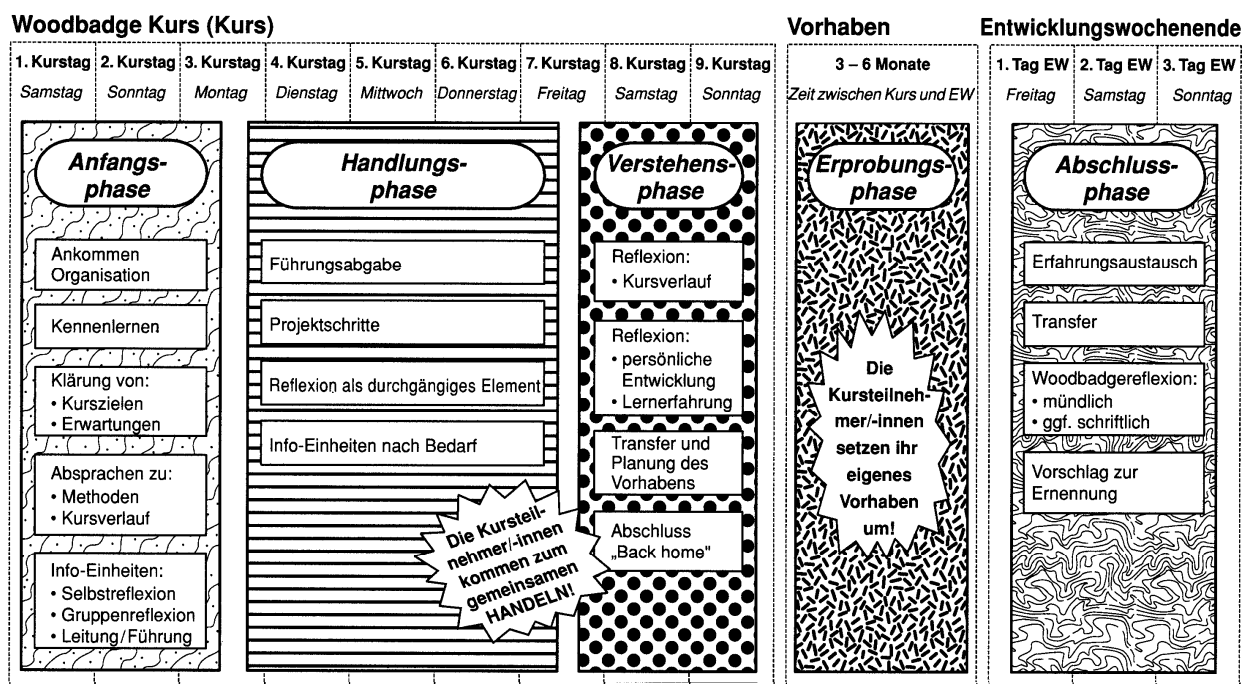 Woodbadge Kurs (Kurs)
1. Kurstag
2. Kurstag
3. Kurstag
4. Kurstag
5. Kurstag
6. Kurstag
7. Kurstag
8. Kurstag
9. Kurstag
Samstag
Sonntag
Montag
Dienstag
Mittwoch
Donnerstag
Freitag
Samstag
Sonntag
Anfangs-
phase
Ankommen
Organisation
Kennenlernen
Klärung von:
• Kurszielen
• Erwartungen
Absprachen zu:
• Methoden
• Kursverlauf
Info-Einheiten:
• Selbstreflexion
• Gruppenreflexion
• Leitung/Führung
Handlungs-
phase
Führungsabgabe
Projektschritte
Reflexion als durchgängiges Element
Info-Einheiten nach Bedarf
Die Kursteil-
nehmer/-innen
kommen zum
gemeinsamen
HANDELN!
Verstehens-
phase
Reflexion:
• Kursverlauf
Reflexion:
• persönliche
Entwicklung
• Lernerfahrung
Transfer und
Planung des
Vorhabens
Abschluss
„Back home"
Vorhaben
3 – 6 Monate
Zeit zwischen Kurs und EW
Erprobungs-
phase
Die
Kursteilneh-
mer/-innen
setzen ihr
eigenes
Vorhaben
um!
Entwicklungswochenende
1. Tag EW
2. Tag EW
3. Tag EW
Freitag
Samstag
Sonntag
Abschluss-
phase
Erfahrungsaustausch
Transfer
Woodbadgereflexion:
• mündlich
• ggf. schriftlich
Vorschlag zur
Ernennung